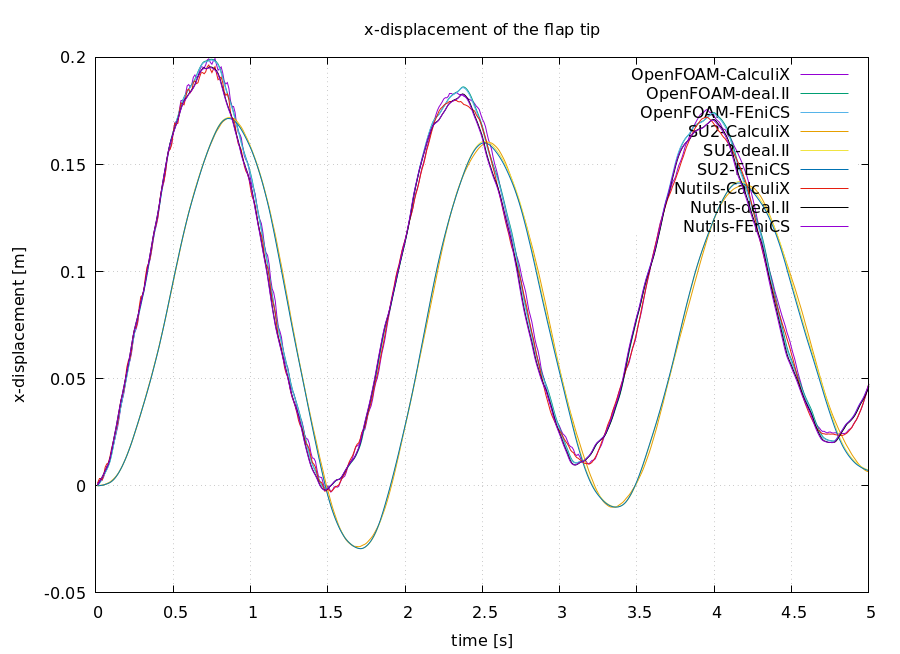 x-displacement of the flap tip
OpenFOAM-CalculiX
OpenFOAM-deal.II
OpenFOAM-FEniCS
SU2-CalculiX
SU2-deal.II
SU2-FEniCS
Nutils-CalculiX
Nutils-deal.II
Nutils-FEniCS
0.2
0.15
0.1
0.05
0
-0.05
x-displacement [m]
0 0.5 1 1.5 2 2.5 3 3.5 4 4.5 5
time [s]